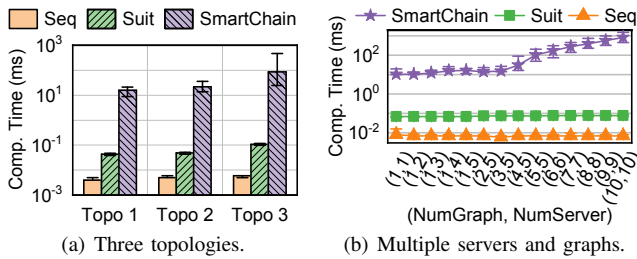 Seq Suit SmartChain
Comp. Time (ms)
10^3
10^1
10^-1
10^-3
Topo 1 Topo 2 Topo 3
(a) Three topologies.
SmartChain Suit Seq
Comp. Time (ms)
10^2
10^0
10^-2
(1,1) (1,2) (1,3) (1,4) (1,5) (2,5) (3,5) (4,5) (5,5) (6,6) (7,7) (8,8) (9,9) (10,10)
(NumGraph, NumServer)
(b) Multiple servers and graphs.